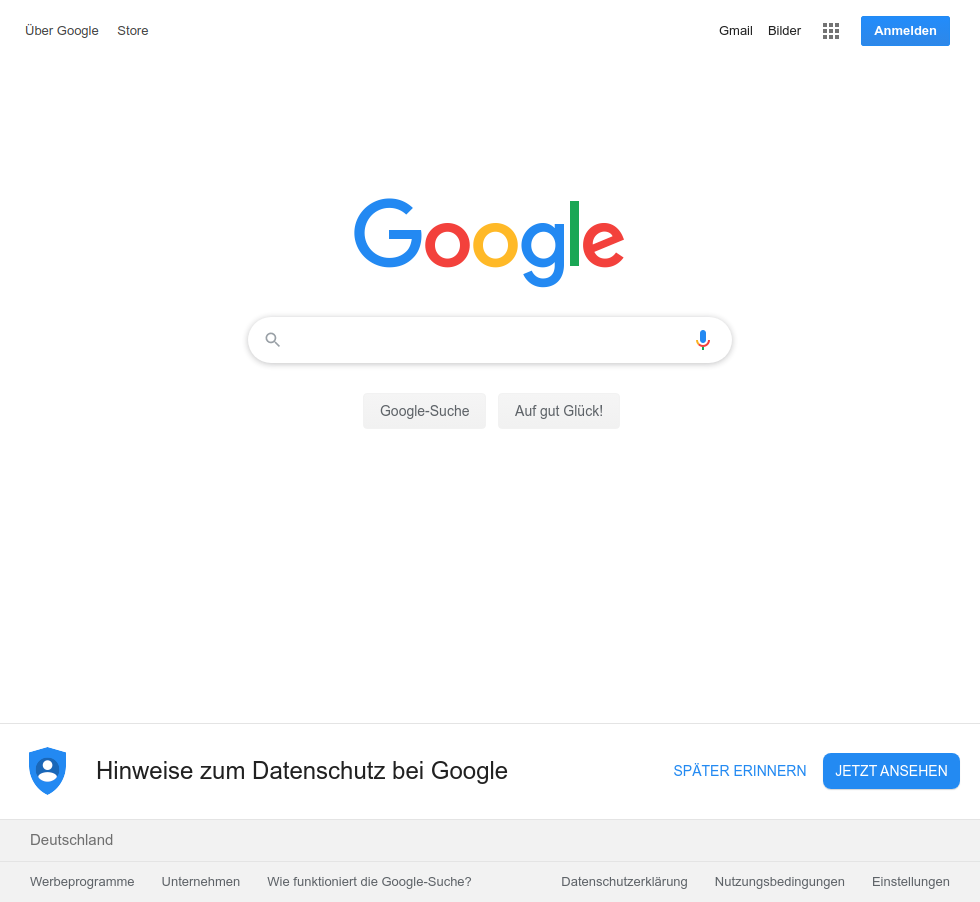 Über Google Store Gmail Bilder Anmelden
Google
Google-Suche Auf gut Glück!
Hinweise zum Datenschutz bei Google SPÄTER ERINNERN JETZT ANSEHEN
Deutschland
Werbeprogramme Unternehmen Wie funktioniert die Google-Suche? Datenschutzerklärung Nutzungsbedingungen Einstellungen